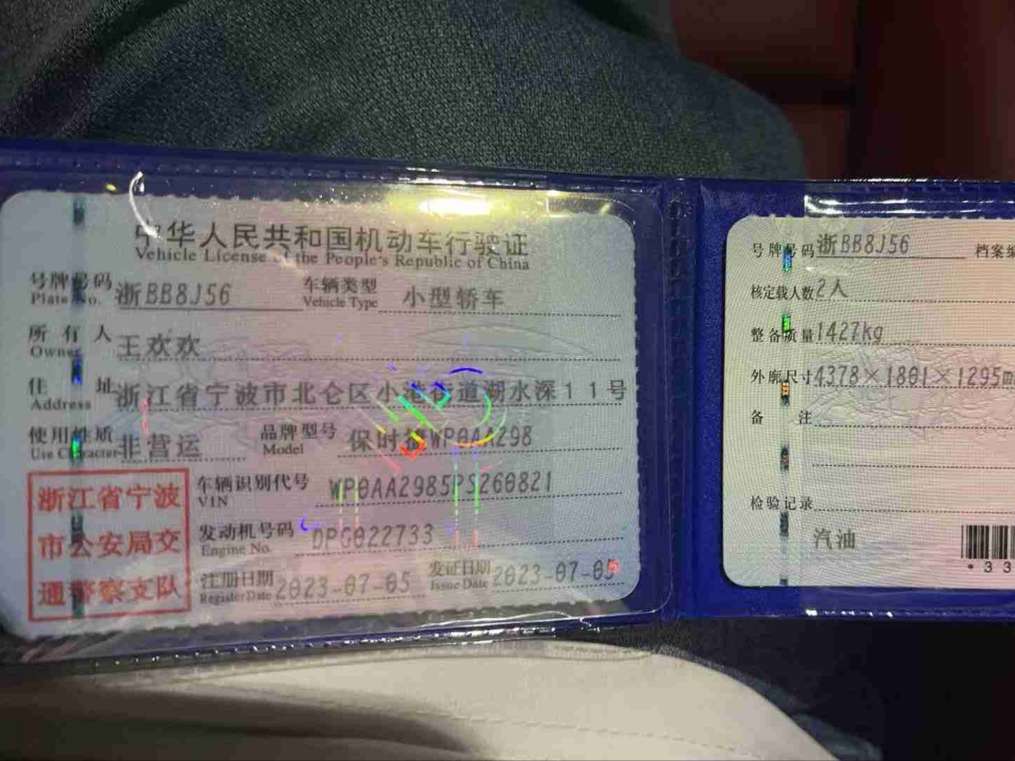 中华人民共和国机动车行驶证
Vehicle License of the People's Republic of China
号牌号码 浙BB8J56 车辆类型 小型轿车
Plate No. Vehicle Type
所有人 王欢欢
Owner
住址 浙江省宁波市北仑区小港街道湖水深11号
Address
使用性质 非营运 品牌型号 保时捷WP0AA298
Use Character Model
浙江省宁波
市公安局交
通警察支队
车辆识别代号 WP0AA2985PS260821
VIN
发动机号码 DPG022733
Engine No.
注册日期 2023-07-05 发证日期 2023-07-05
Register Date Issue Date
号牌号码 浙BB8J56 档案编
核定载人数 2人
整备质量 1427kg
外廓尺寸 4378×1801×1295m
备注
检验记录
汽油
*33